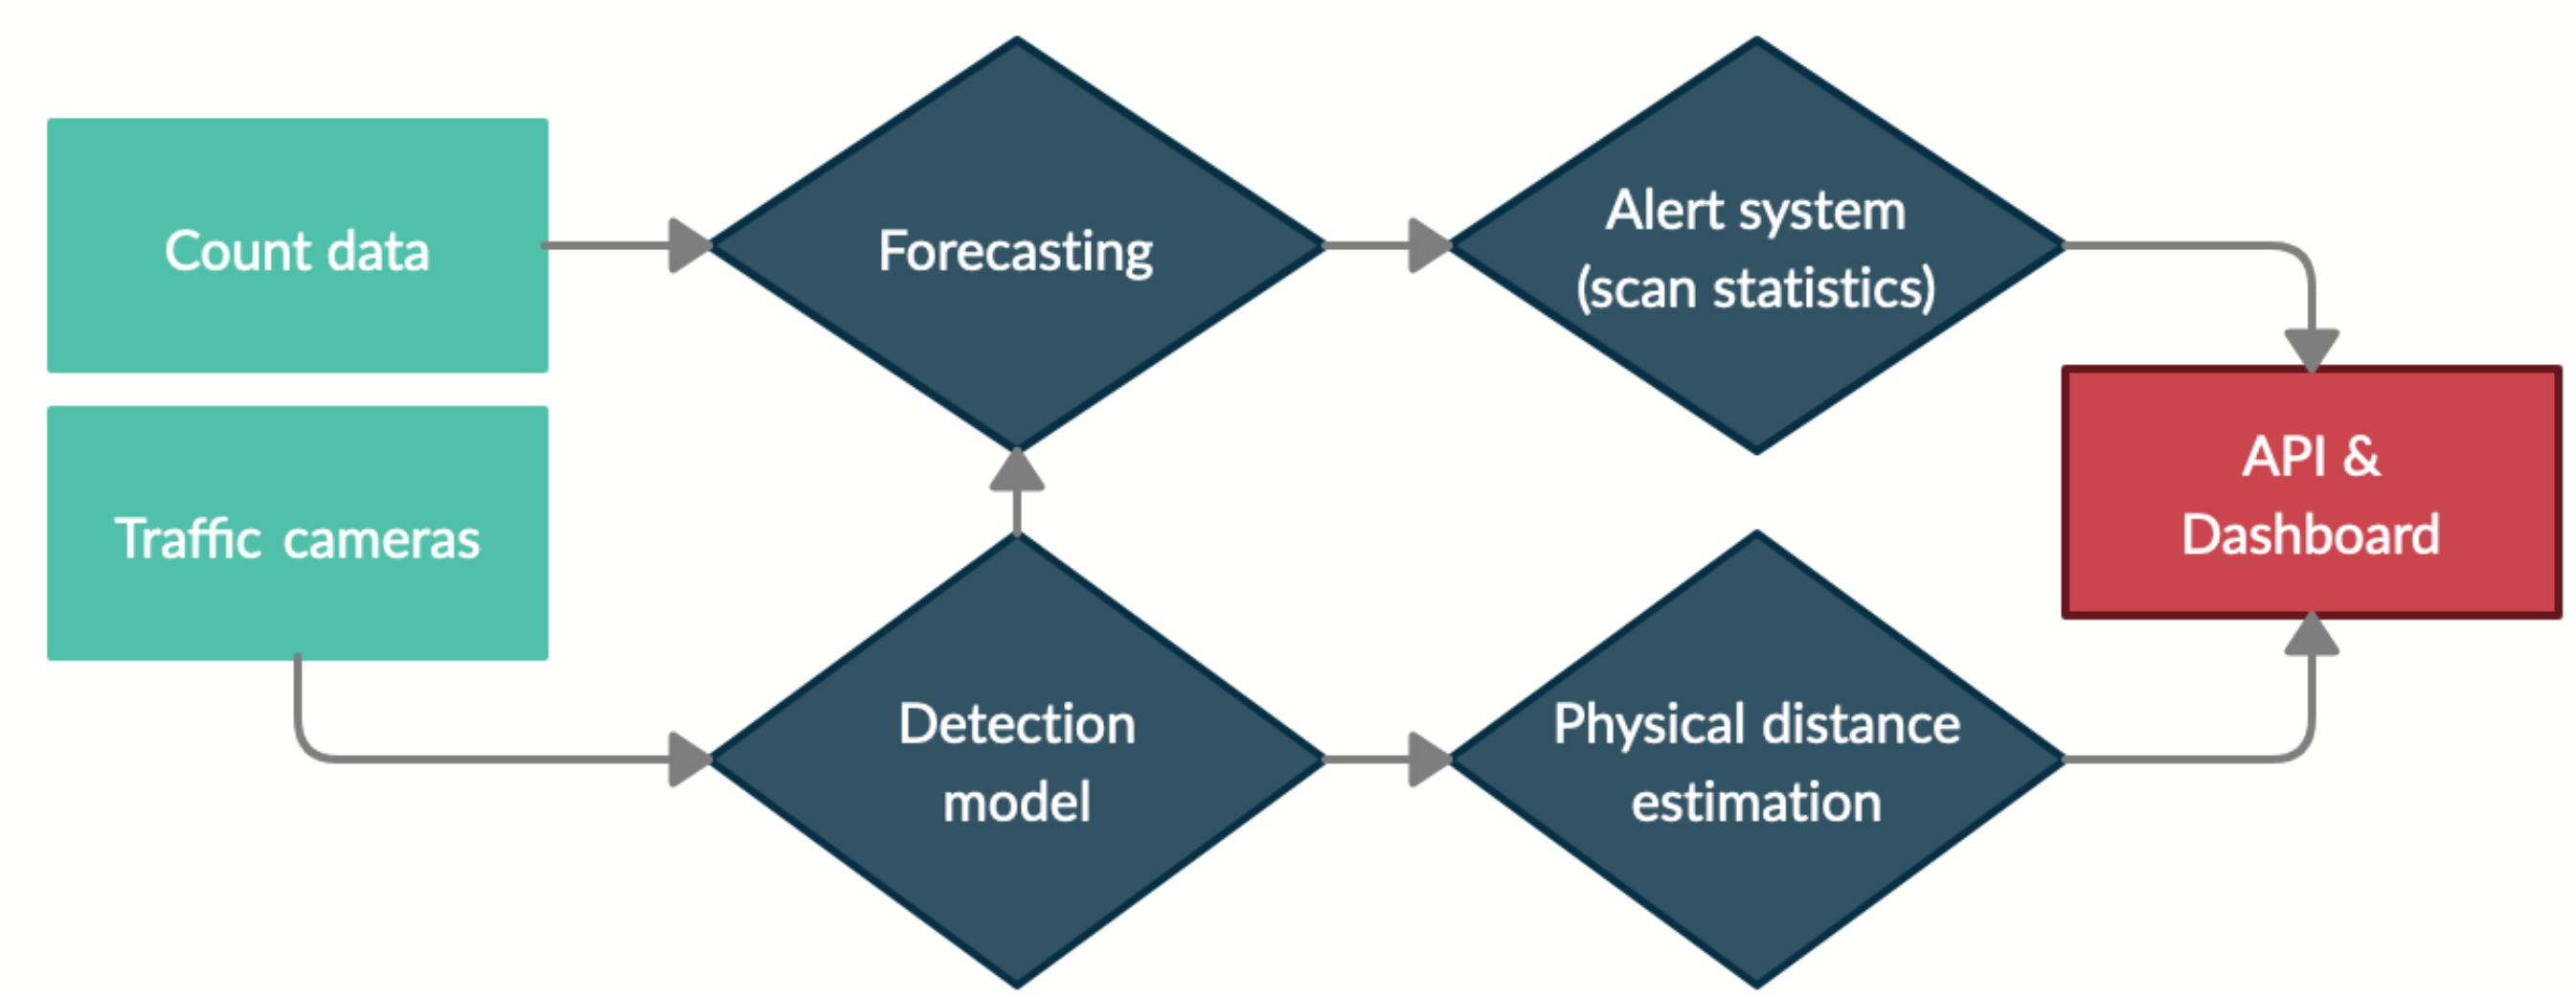 Count data
Forecasting
Alert system
(scan statistics)
API &
Dashboard
Traffic cameras
Detection
model
Physical distance
estimation